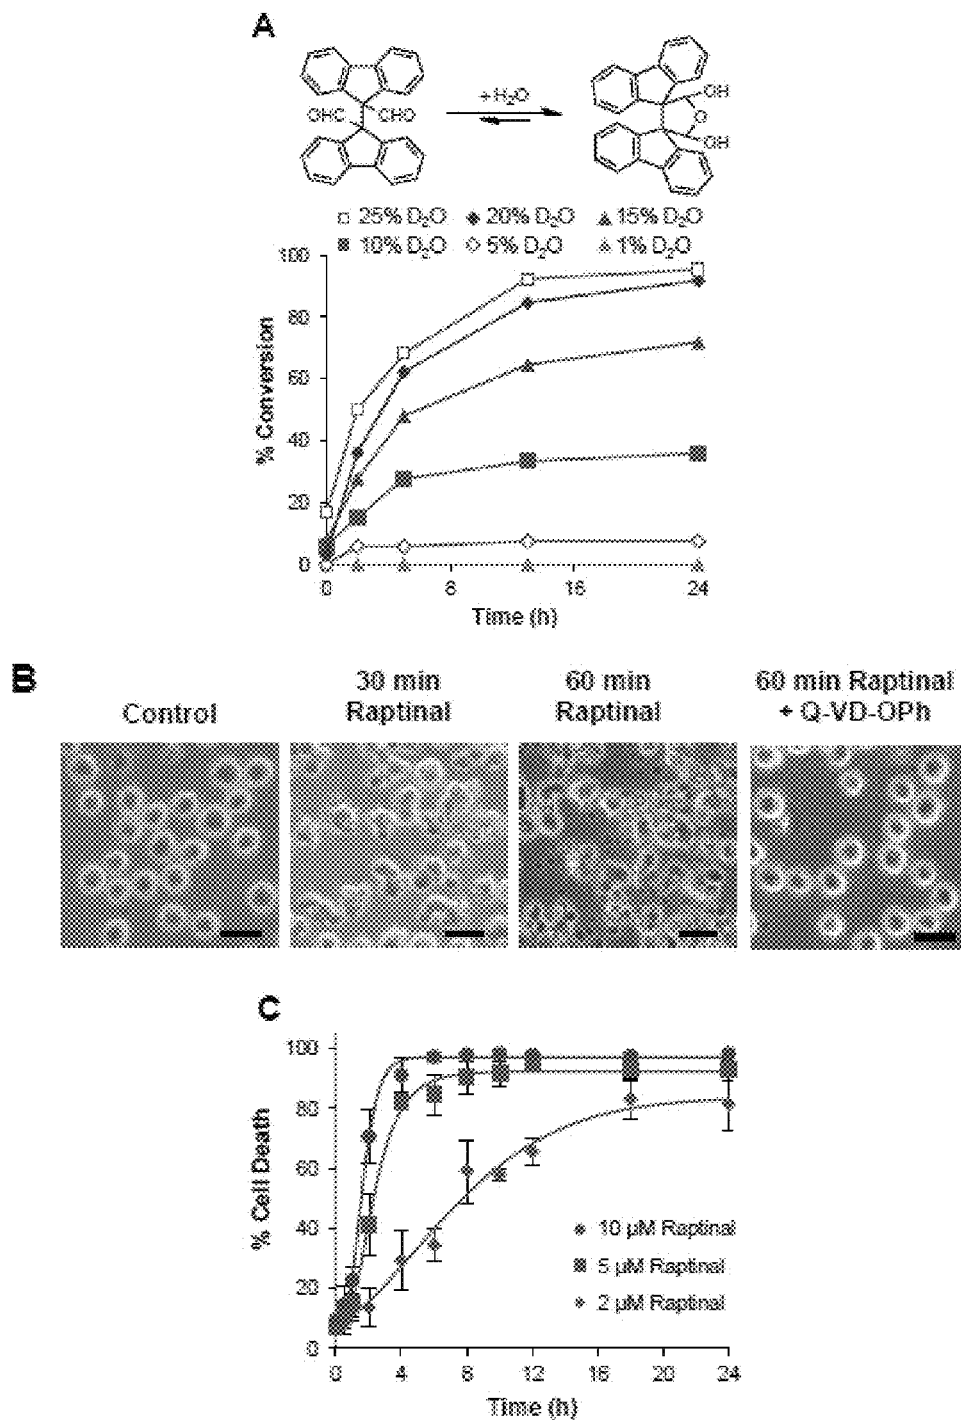 A
OHC CHO
+H₂O
OH
O
OH
25% D₂O 20% D₂O 15% D₂O
10% D₂O 5% D₂O 1% D₂O
100
80
60
40
20
0
% Conversion
0 8 16 24
Time (h)
B
Control
30 min
Raptinal
60 min
Raptinal
60 min Raptinal
+ Q-VD-OPh
C
100
80
60
40
20
0
% Cell Death
10 µM Raptinal
5 µM Raptinal
2 µM Raptinal
0 4 8 12 16 20 24
Time (h)